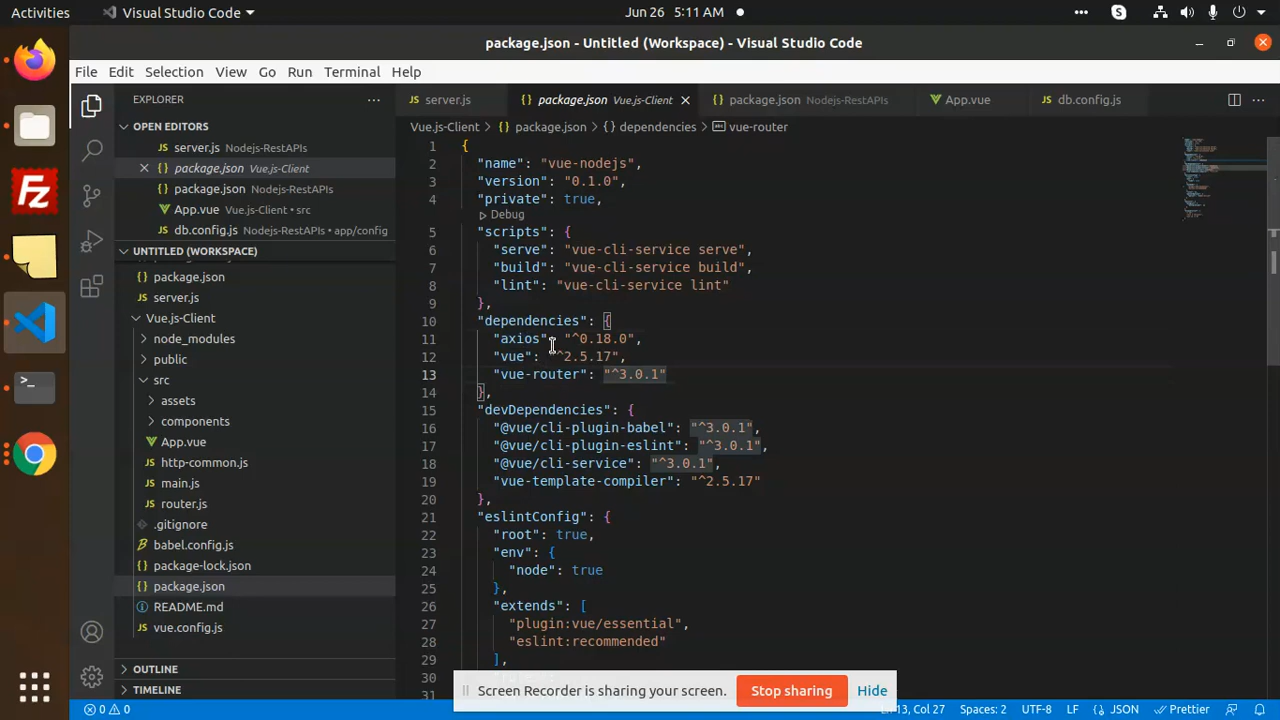 Activities Visual Studio Code Jun 26 5:11 AM
package.json - Untitled (Workspace) - Visual Studio Code
File Edit Selection View Go Run Terminal Help
EXPLORER
OPEN EDITORS
server.js Nodejs-RestAPIs
package.json Vue.js-Client
package.json Nodejs-RestAPIs
App.vue Vue.js-Client • src
db.config.js Nodejs-RestAPIs • app/config
UNTITLED (WORKSPACE)
package.json
server.js
Vue.js-Client
node_modules
public
src
assets
components
App.vue
http-common.js
main.js
router.js
.gitignore
babel.config.js
package-lock.json
package.json
README.md
vue.config.js
OUTLINE
TIMELINE
server.js package.json Vue.js-Client package.json Nodejs-RestAPIs App.vue db.config.js
Vue.js-Client > package.json > {} dependencies > vue-router
1 {
2 "name": "vue-nodejs",
3 "version": "0.1.0",
4 "private": true,
Debug
5 "scripts": {
6 "serve": "vue-cli-service serve",
7 "build": "vue-cli-service build",
8 "lint": "vue-cli-service lint"
9 },
10 "dependencies": {
11 "axios": "^0.18.0",
12 "vue": "^2.5.17",
13 "vue-router": "^3.0.1"
14 },
15 "devDependencies": {
16 "@vue/cli-plugin-babel": "^3.0.1",
17 "@vue/cli-plugin-eslint": "^3.0.1",
18 "@vue/cli-service": "^3.0.1",
19 "vue-template-compiler": "^2.5.17"
20 },
21 "eslintConfig": {
22 "root": true,
23 "env": {
24 "node": true
25 },
26 "extends": [
27 "plugin:vue/essential",
28 "eslint:recommended"
29 ],
30
31
Screen Recorder is sharing your screen. Stop sharing Hide
0 0 Ln 13, Col 27 Spaces: 2 UTF-8 LF {} JSON Prettier